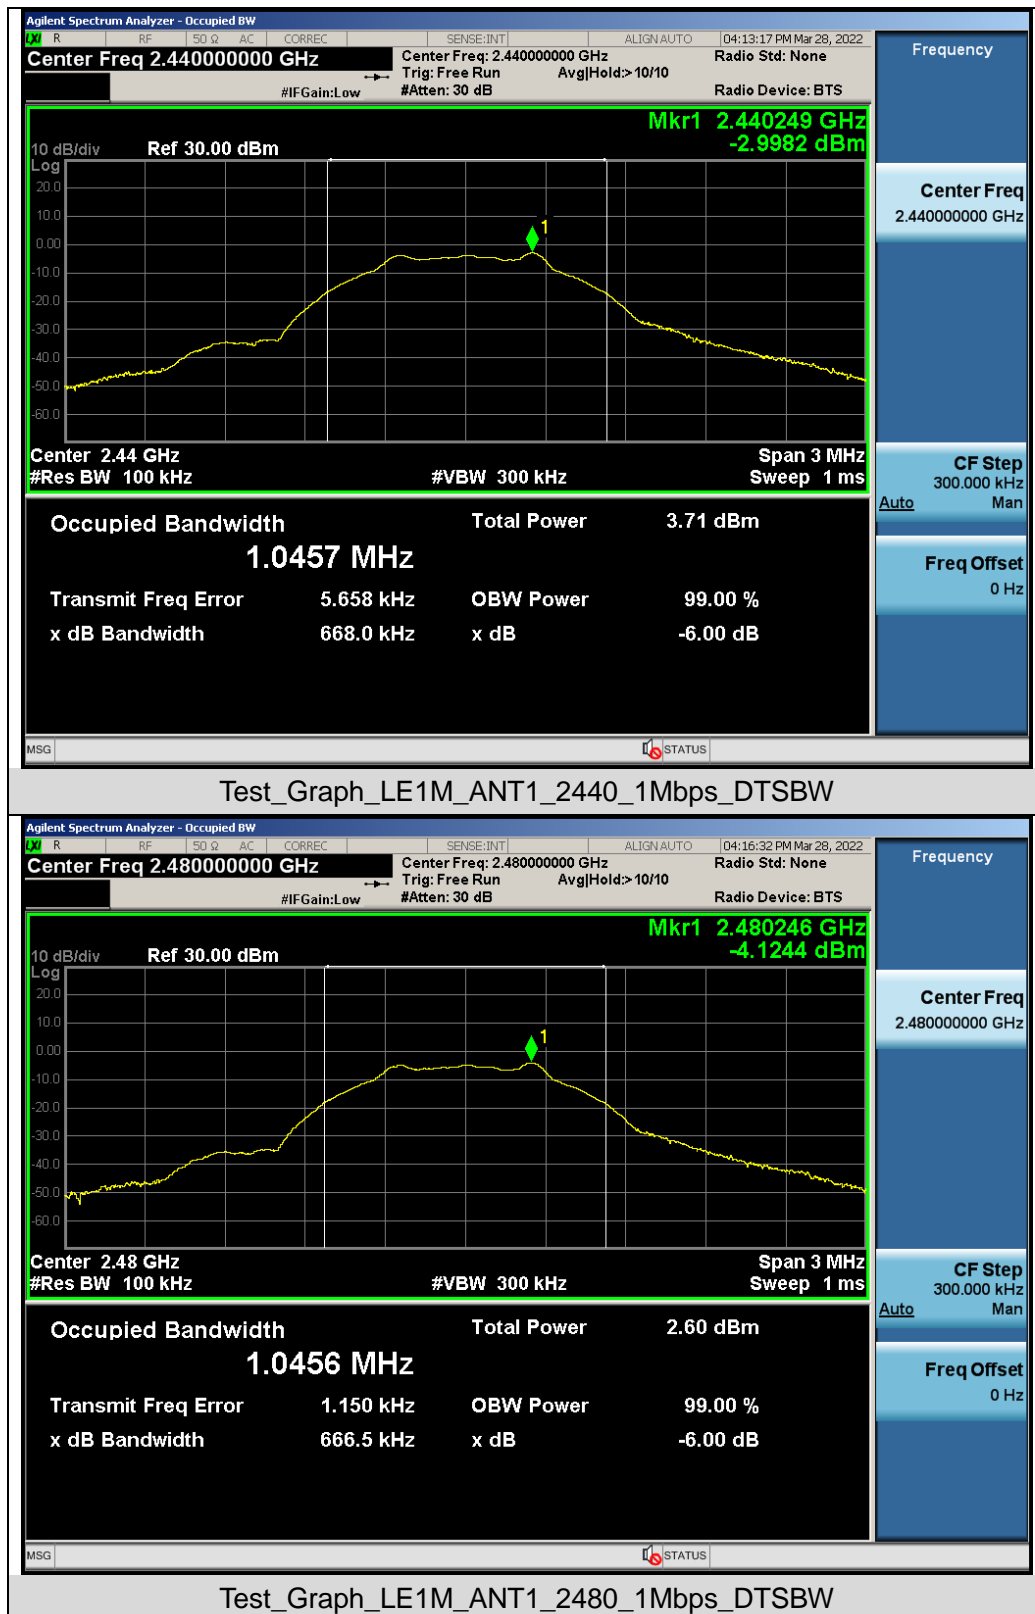 Agilent Spectrum Analyzer - Occupied BW
LXI R RF 50 Ω AC CORREC SENSE:INT ALIGN AUTO 04:13:17 PM Mar 28, 2022
Center Freq 2.440000000 GHz Center Freq: 2.440000000 GHz Radio Std: None Frequency
Trig: Free Run Avg|Hold:> 10/10
#IFGain:Low #Atten: 30 dB Radio Device: BTS
Mkr1 2.440249 GHz
10 dB/div Ref 30.00 dBm -2.9982 dBm
Log
20.0
10.0
0.00
-10.0
-20.0
-30.0
-40.0
-50.0
-60.0
1
Center Freq
2.440000000 GHz
Center 2.44 GHz Span 3 MHz
#Res BW 100 kHz #VBW 300 kHz Sweep 1 ms
CF Step
300.000 kHz
Auto Man
Occupied Bandwidth Total Power 3.71 dBm
1.0457 MHz
Freq Offset
0 Hz
Transmit Freq Error 5.658 kHz OBW Power 99.00 %
x dB Bandwidth 668.0 kHz x dB -6.00 dB
MSG STATUS
Test_Graph_LE1M_ANT1_2440_1Mbps_DTSBW
Agilent Spectrum Analyzer - Occupied BW
LXI R RF 50 Ω AC CORREC SENSE:INT ALIGN AUTO 04:16:32 PM Mar 28, 2022
Center Freq 2.480000000 GHz Center Freq: 2.480000000 GHz Radio Std: None Frequency
Trig: Free Run Avg|Hold:> 10/10
#IFGain:Low #Atten: 30 dB Radio Device: BTS
Mkr1 2.480246 GHz
10 dB/div Ref 30.00 dBm -4.1244 dBm
Log
20.0
10.0
0.00
-10.0
-20.0
-30.0
-40.0
-50.0
-60.0
1
Center Freq
2.480000000 GHz
Center 2.48 GHz Span 3 MHz
#Res BW 100 kHz #VBW 300 kHz Sweep 1 ms
CF Step
300.000 kHz
Auto Man
Occupied Bandwidth Total Power 2.60 dBm
1.0456 MHz
Freq Offset
0 Hz
Transmit Freq Error 1.150 kHz OBW Power 99.00 %
x dB Bandwidth 666.5 kHz x dB -6.00 dB
MSG STATUS
Test_Graph_LE1M_ANT1_2480_1Mbps_DTSBW